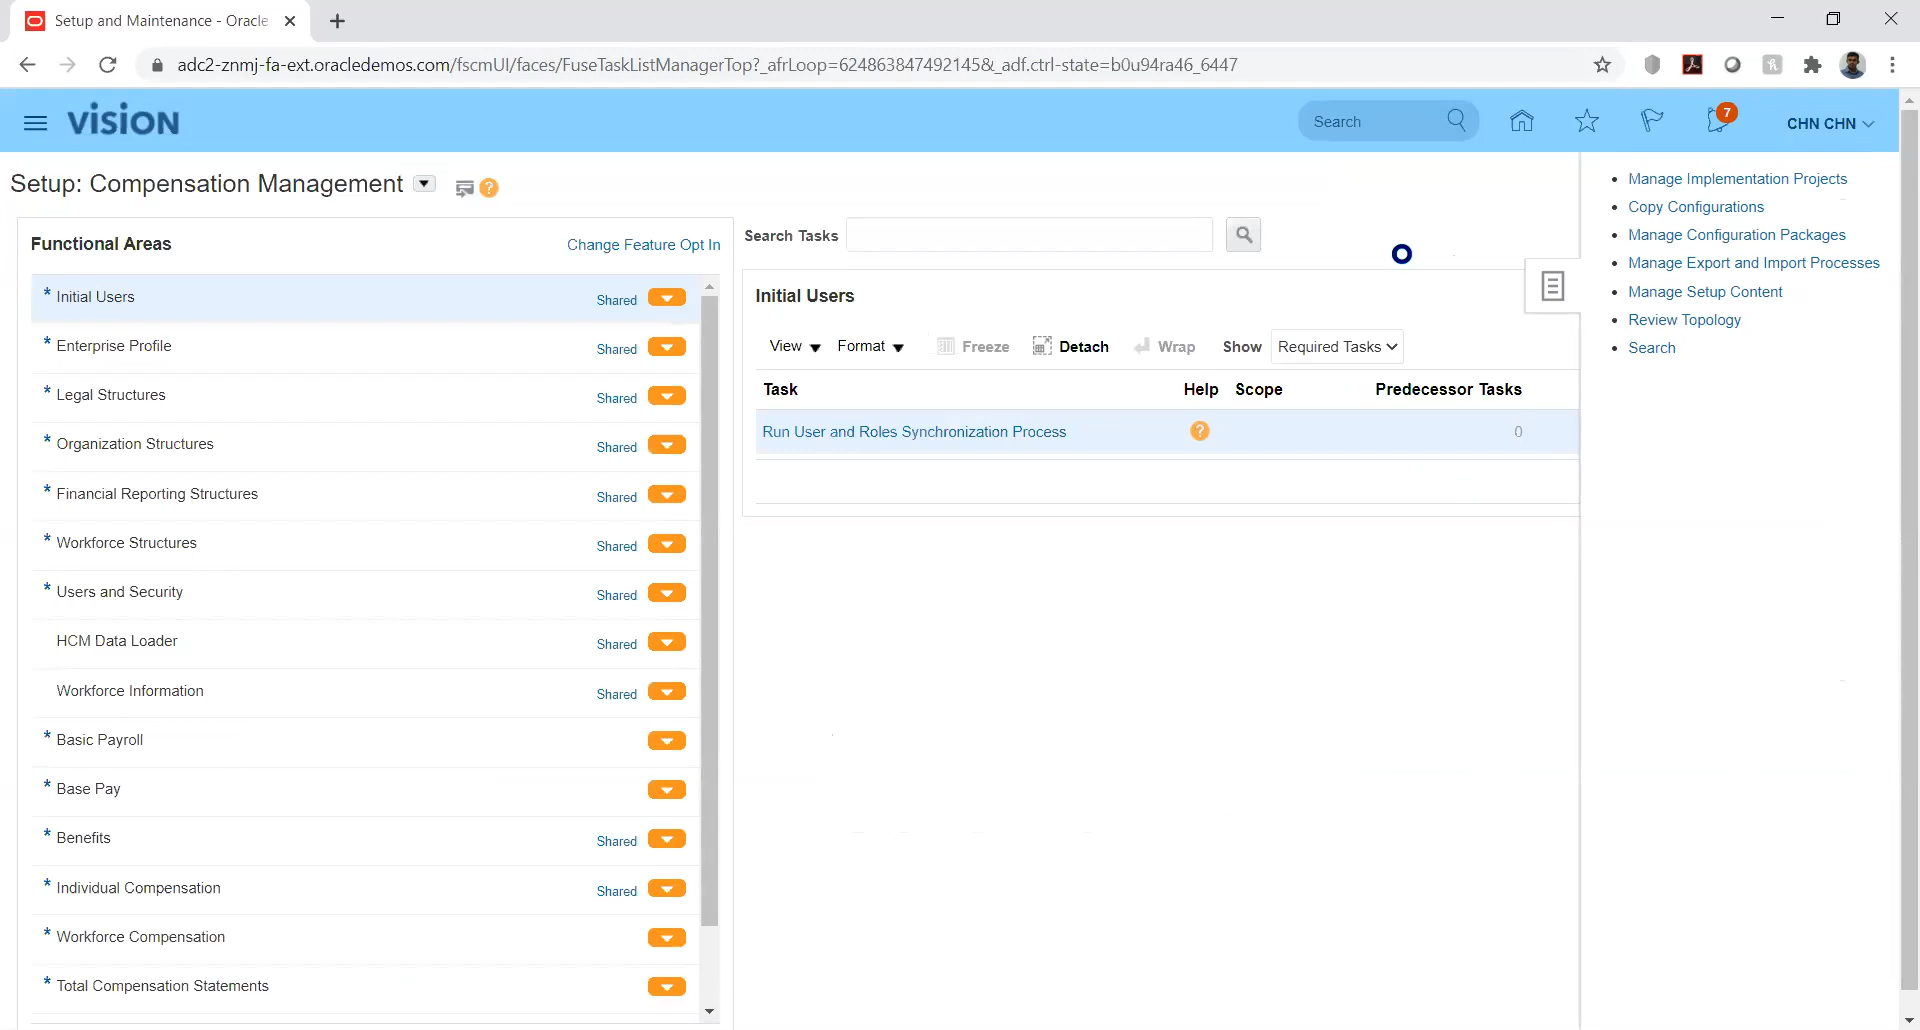 Setup and Maintenance - Oracle
adc2-znmj-fa-ext.oracledemos.com/fscmUI/faces/FuseTaskListManagerTop?_afrLoop=6248638474921458&_adf.ctrl-state=b0u94ra46_6447
VISION
Search
7
CHN CHN
Setup: Compensation Management
?
Functional Areas
Change Feature Opt In
* Initial Users Shared
* Enterprise Profile Shared
* Legal Structures Shared
* Organization Structures Shared
* Financial Reporting Structures Shared
* Workforce Structures Shared
* Users and Security Shared
HCM Data Loader Shared
Workforce Information Shared
* Basic Payroll
* Base Pay
* Benefits Shared
* Individual Compensation Shared
* Workforce Compensation
* Total Compensation Statements
Search Tasks
Initial Users
View Format Freeze Detach Wrap Show Required Tasks
Task Help Scope Predecessor Tasks
Run User and Roles Synchronization Process ? 0
• Manage Implementation Projects
• Copy Configurations
• Manage Configuration Packages
• Manage Export and Import Processes
• Manage Setup Content
• Review Topology
• Search